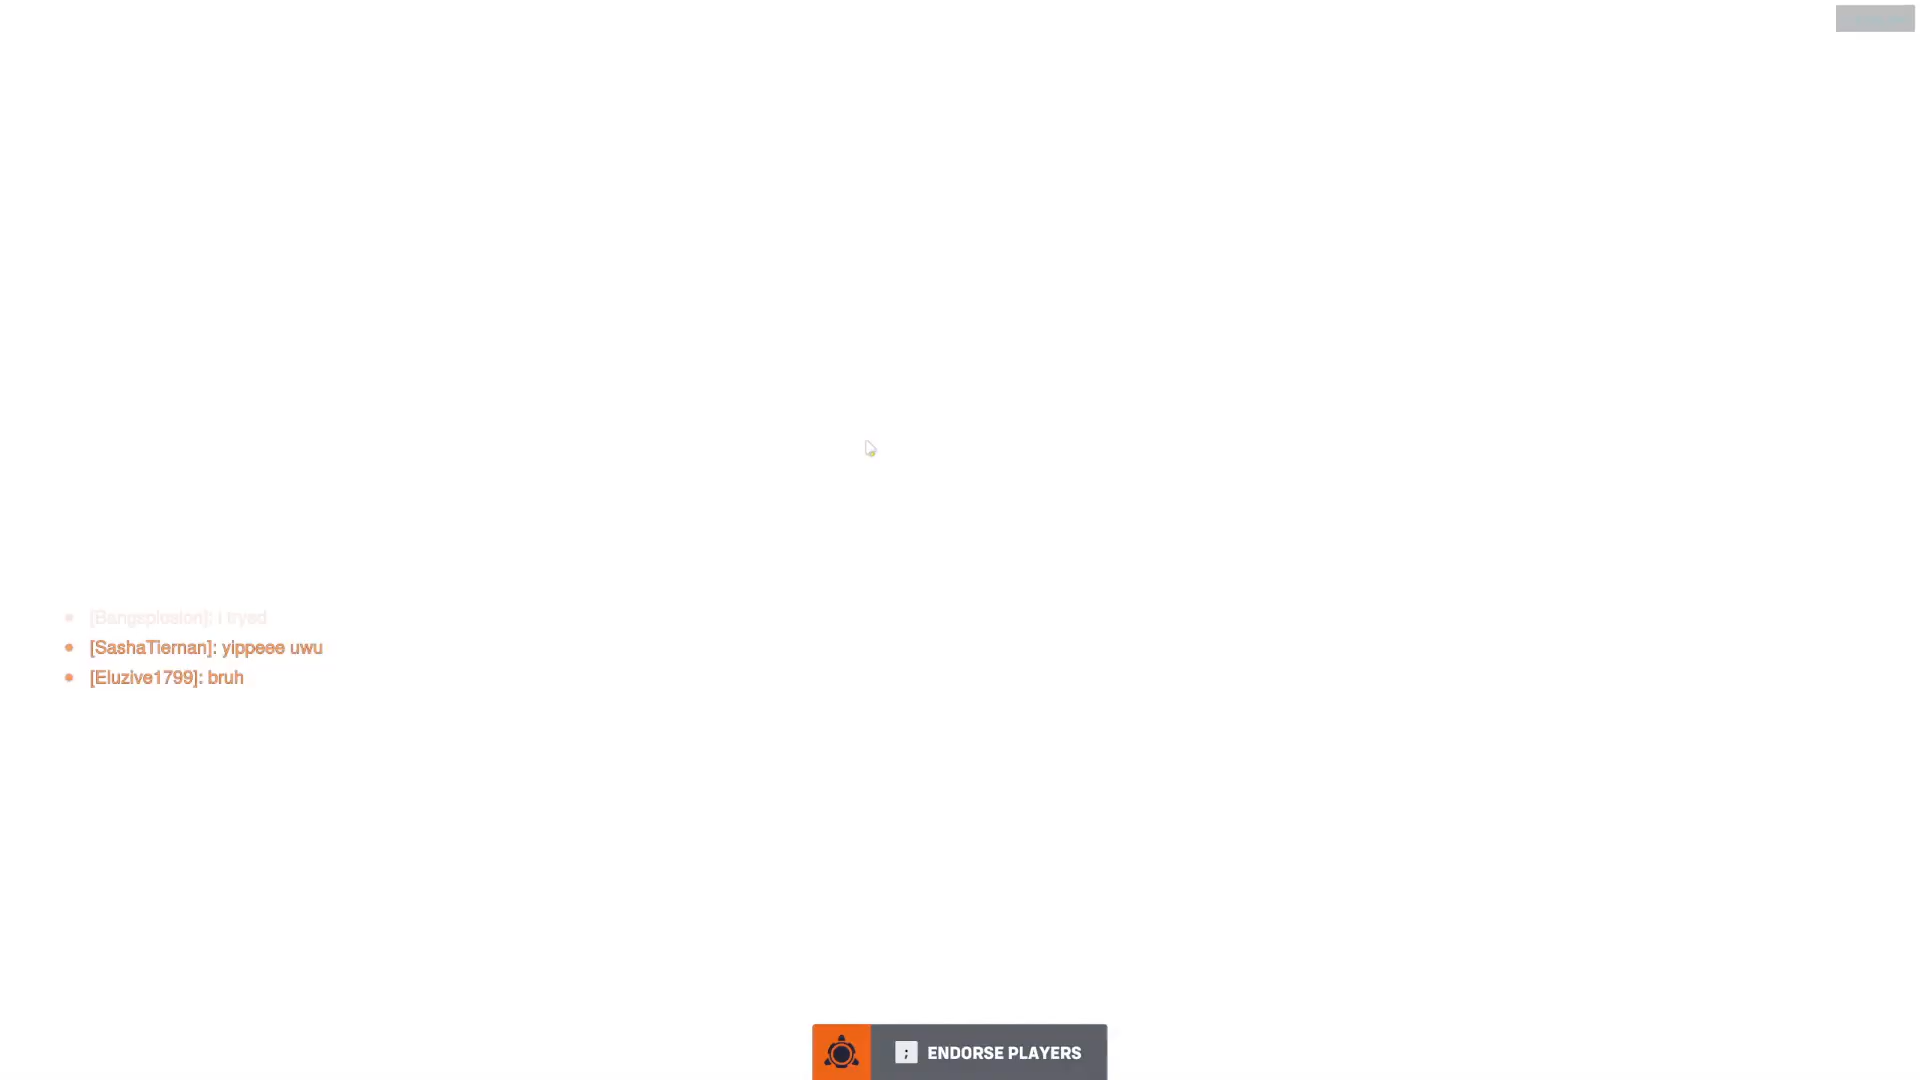 [Bangsplosion]: i tryed
[SashaTiernan]: yippeee uwu
[Eluzive1799]: bruh
; ENDORSE PLAYERS